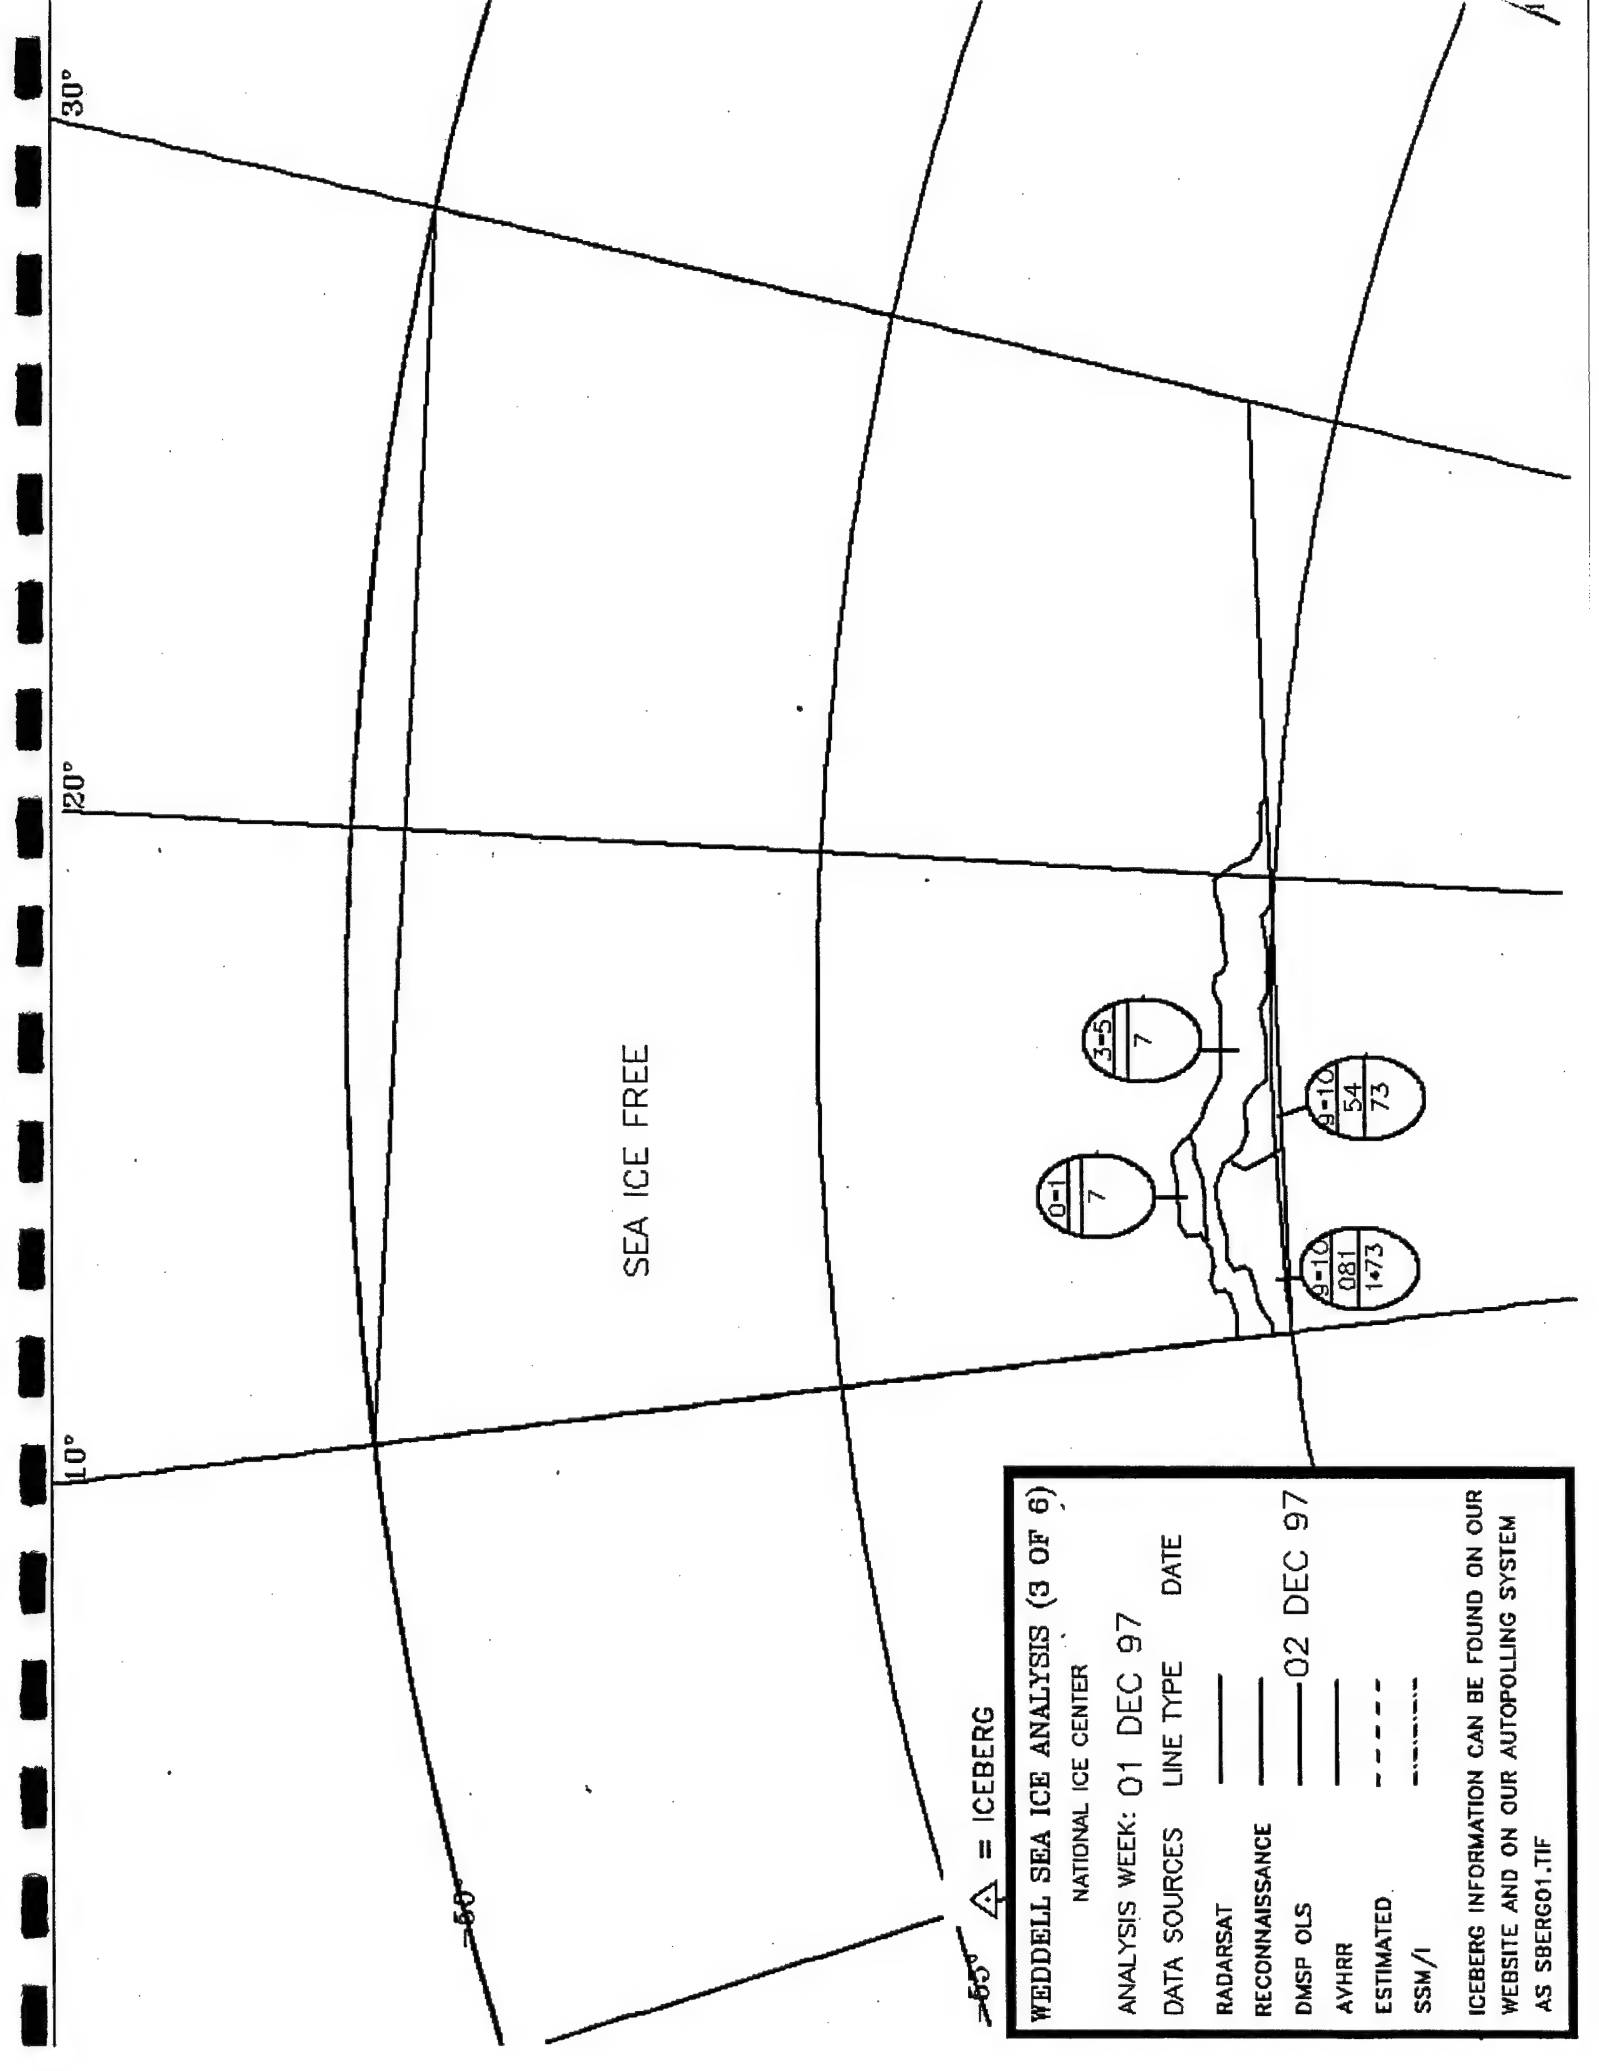 10°
20°
30°
-50°
-55°
SEA ICE FREE
0-1
7
3-5
7
9-10
081
1•73
9-10
54
73
= ICEBERG
WEDDELL SEA ICE ANALYSIS (3 OF 6)
NATIONAL ICE CENTER
ANALYSIS WEEK: 01 DEC 97
DATA SOURCES LINE TYPE DATE
RADARSAT
RECONNAISSANCE
DMSP OLS 02 DEC 97
AVHRR
ESTIMATED
SSM/I
ICEBERG INFORMATION CAN BE FOUND ON OUR
WEBSITE AND ON OUR AUTOPOLLING SYSTEM
AS SBERG01.TIF